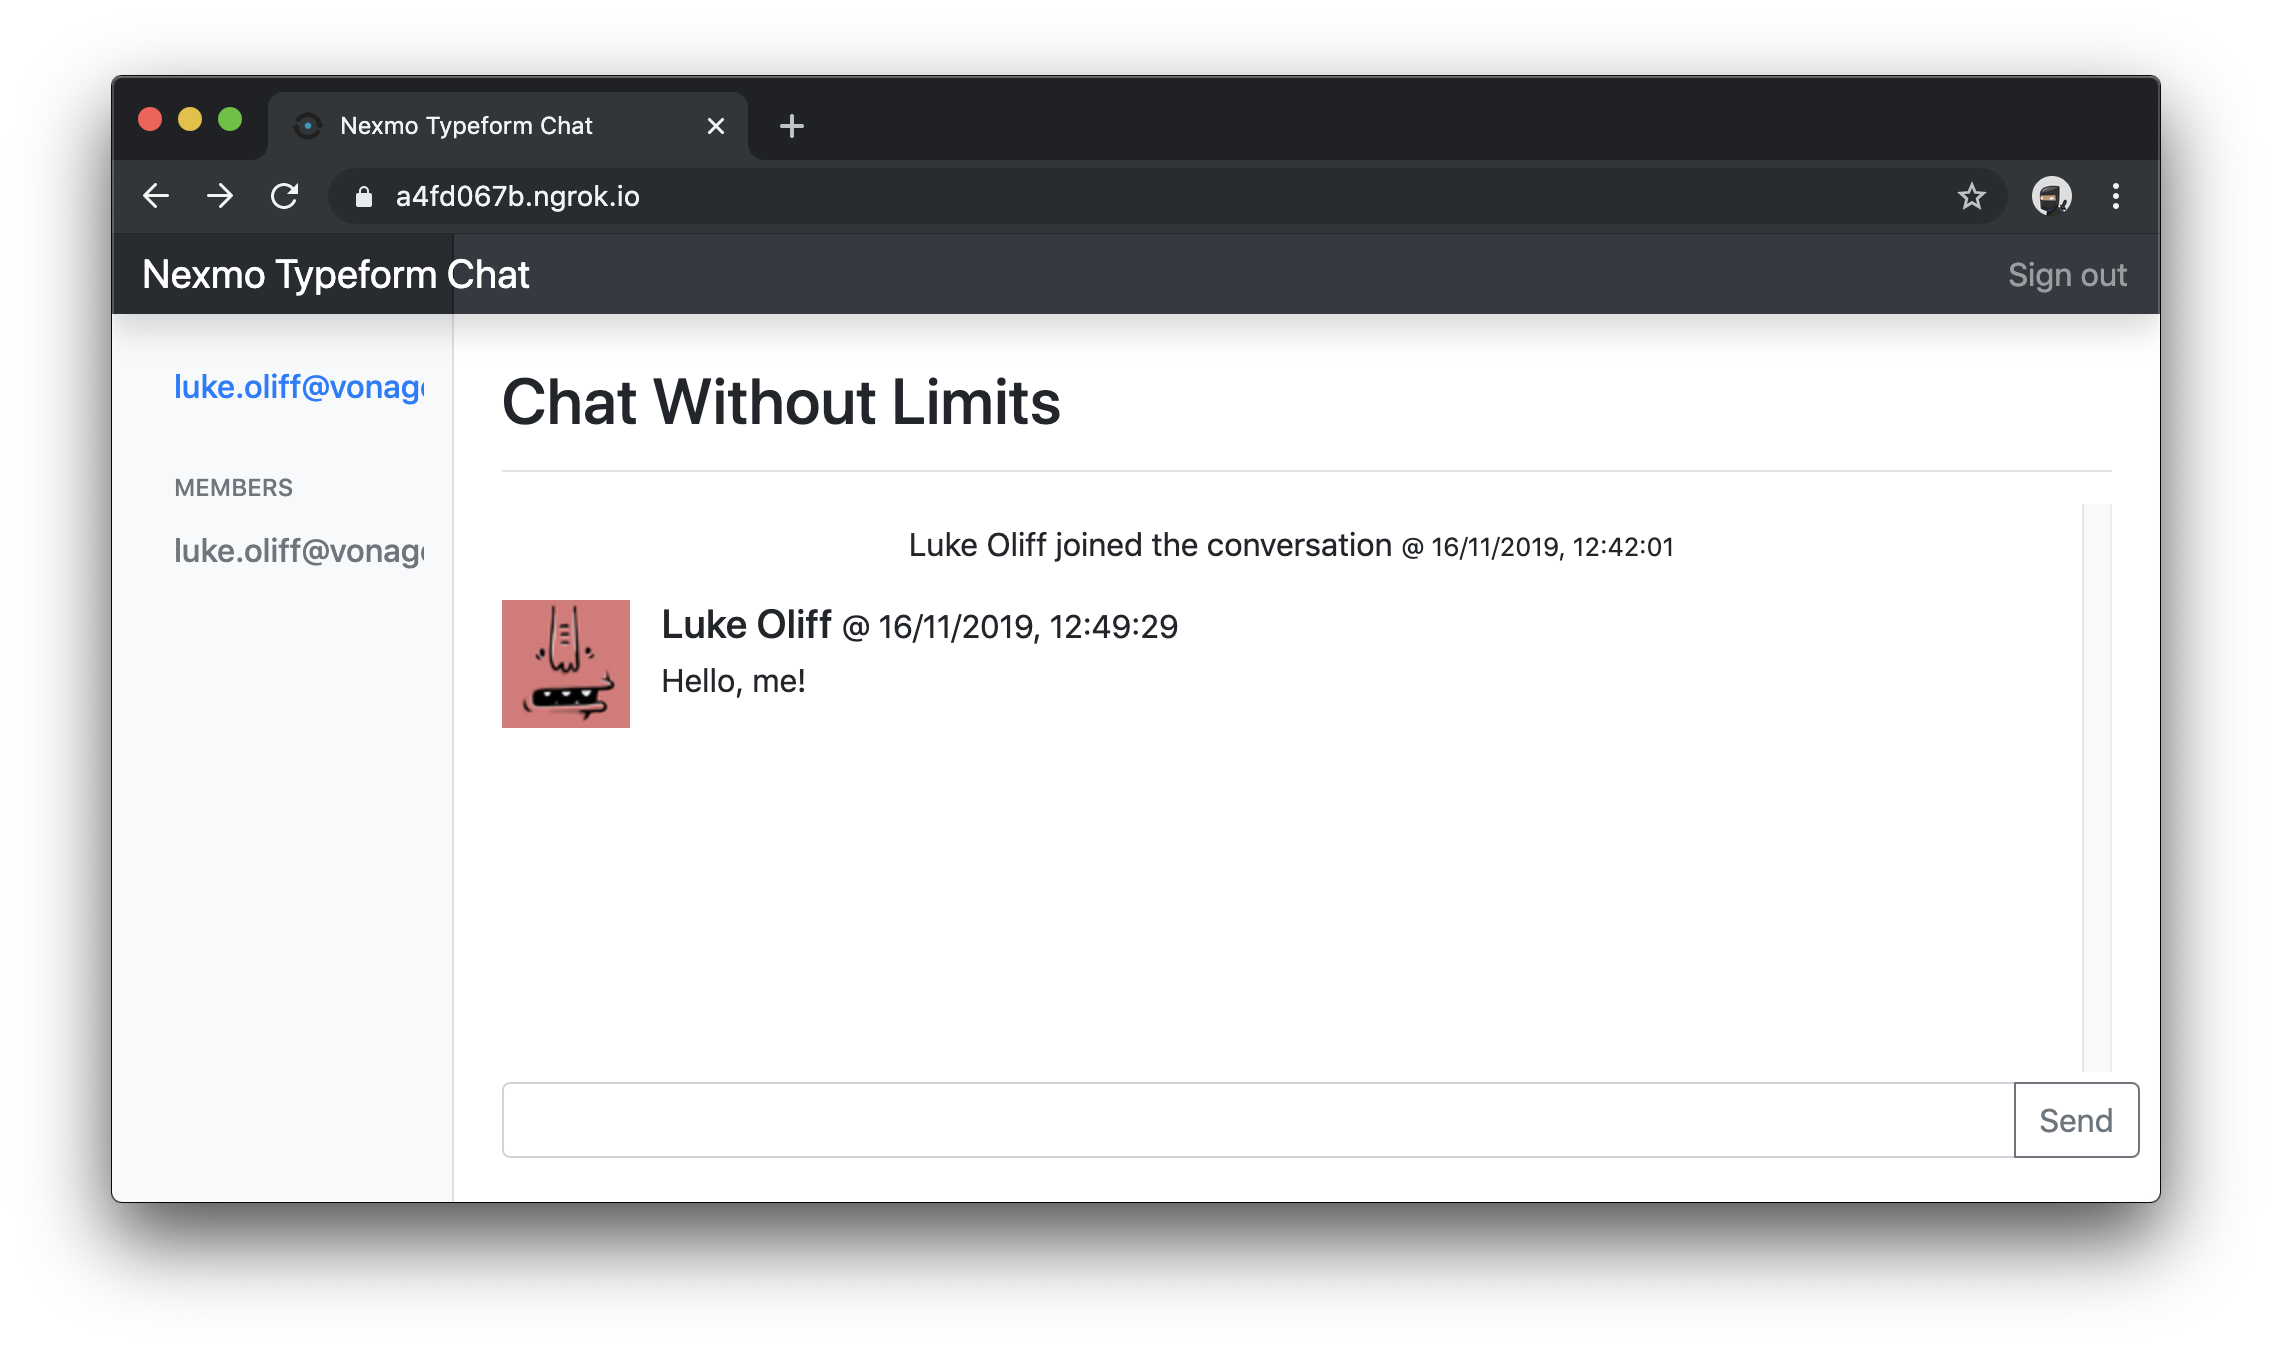 Nexmo Typeform Chat
a4fd067b.ngrok.io
Nexmo Typeform Chat
Sign out
luke.oliff@vonag
MEMBERS
luke.oliff@vonag
Chat Without Limits
Luke Oliff joined the conversation @ 16/11/2019, 12:42:01
Luke Oliff @ 16/11/2019, 12:49:29
Hello, me!
Send